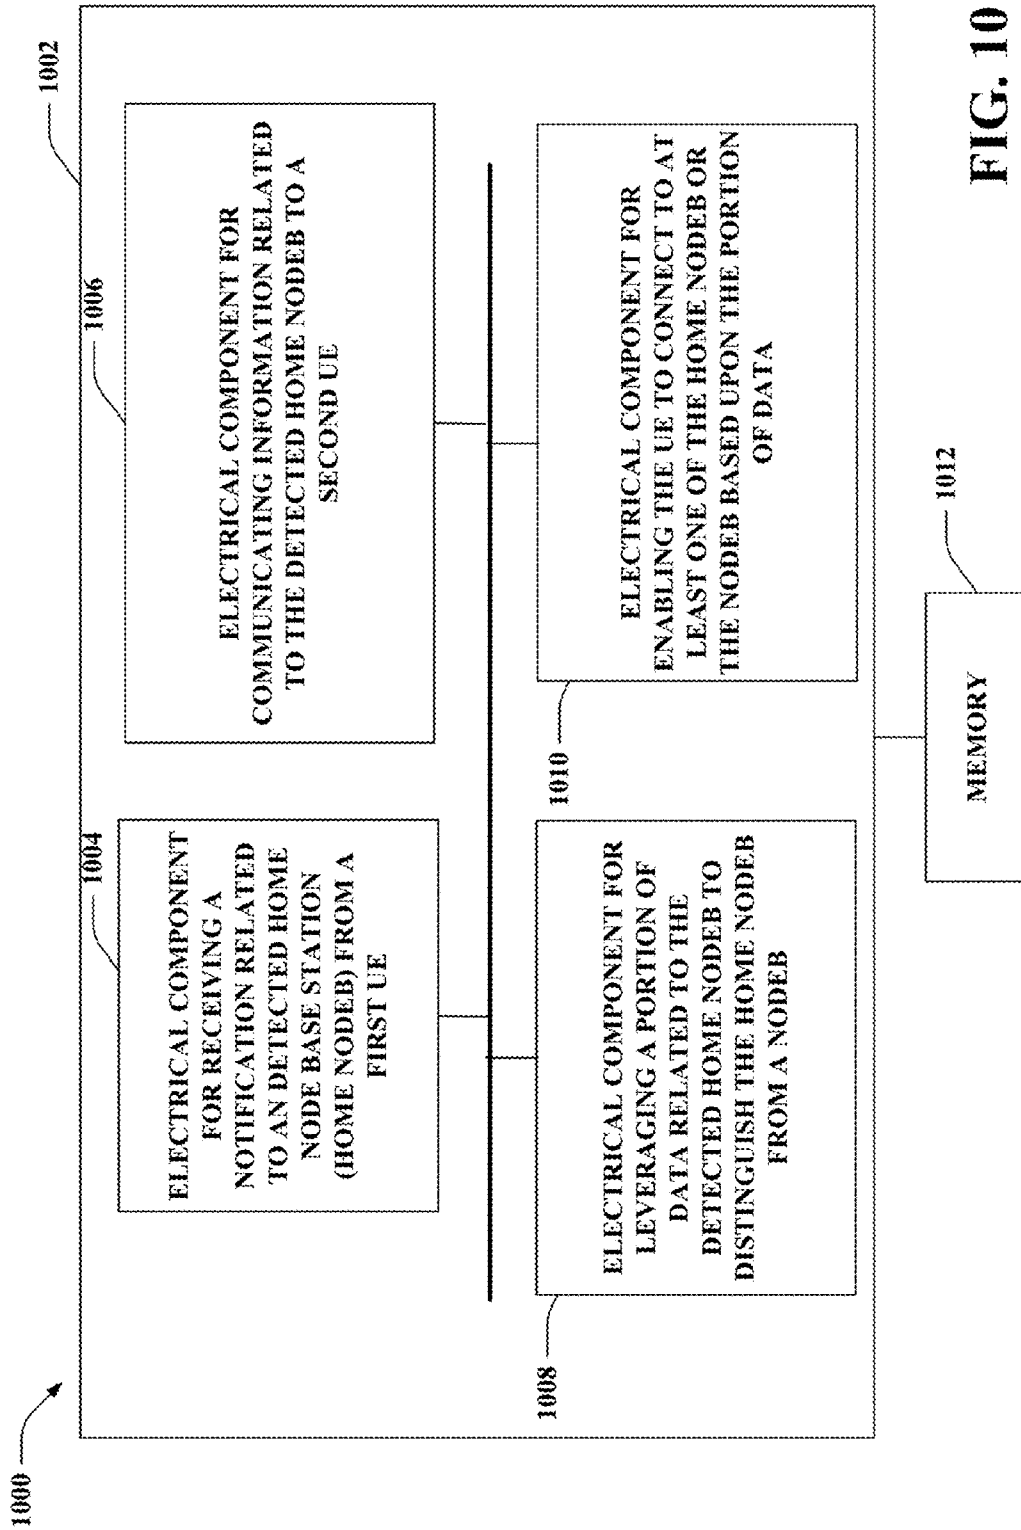 1000
1002
1004
ELECTRICAL COMPONENT
FOR RECEIVING A
NOTIFICATION RELATED
TO AN DETECTED HOME
NODE BASE STATION
(HOME NODEB) FROM A
FIRST UE
1006
ELECTRICAL COMPONENT FOR
COMMUNICATING INFORMATION RELATED
TO THE DETECTED HOME NODEB TO A
SECOND UE
1008
ELECTRICAL COMPONENT FOR
LEVERAGING A PORTION OF
DATA RELATED TO THE
DETECTED HOME NODEB TO
DISTINGUISH THE HOME NODEB
FROM A NODEB
1010
ELECTRICAL COMPONENT FOR
ENABLING THE UE TO CONNECT TO AT
LEAST ONE OF THE HOME NODEB OR
THE NODEB BASED UPON THE PORTION
OF DATA
1012
MEMORY
FIG. 10